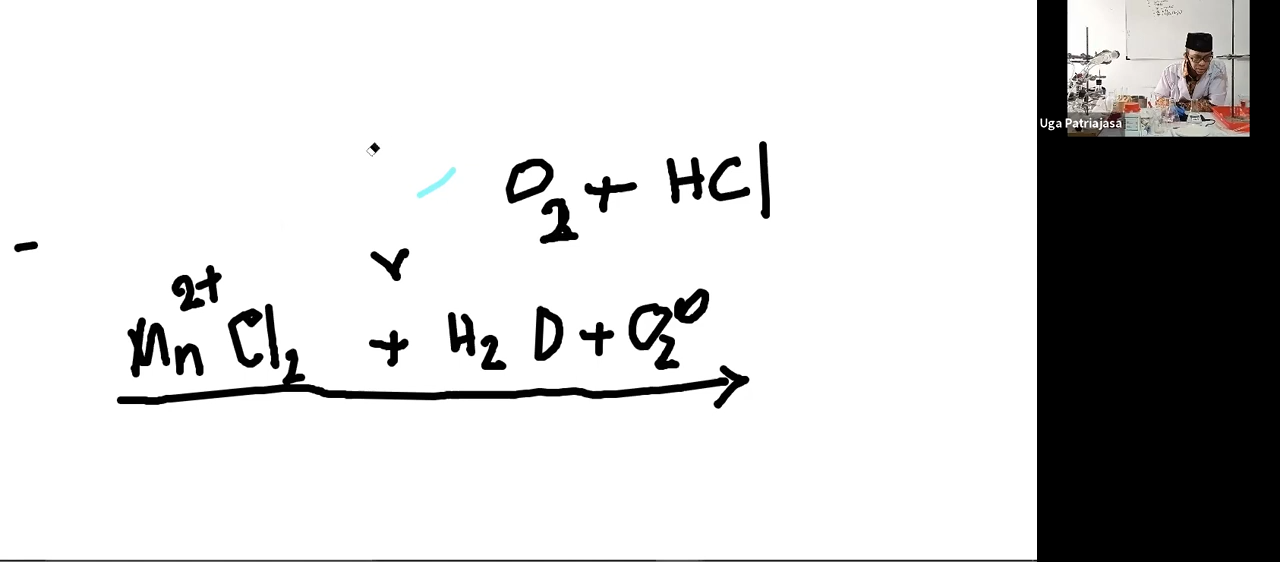 O2 + HCl
Mn²⁺Cl2 + H2O + O2⁰
Uga Patriajasa